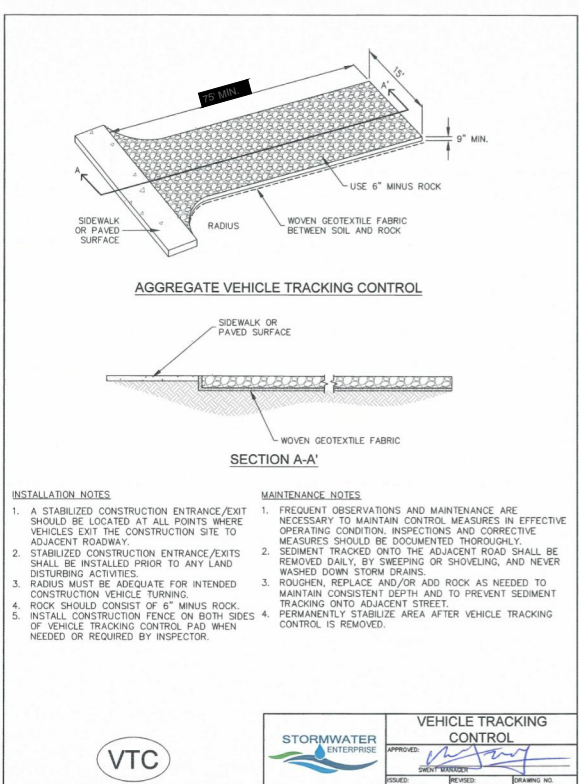 75' MIN.
15'
A'
9" MIN.
A
USE 6" MINUS ROCK
SIDEWALK
OR PAVED
SURFACE
RADIUS
WOVEN GEOTEXTILE FABRIC
BETWEEN SOIL AND ROCK
AGGREGATE VEHICLE TRACKING CONTROL
SIDEWALK OR
PAVED SURFACE
WOVEN GEOTEXTILE FABRIC
SECTION A-A'
INSTALLATION NOTES
1. A STABILIZED CONSTRUCTION ENTRANCE/EXIT
SHOULD BE LOCATED AT ALL POINTS WHERE
VEHICLES EXIT THE CONSTRUCTION SITE TO
ADJACENT ROADWAY.
2. STABILIZED CONSTRUCTION ENTRANCE/EXITS
SHALL BE INSTALLED PRIOR TO ANY LAND
DISTURBING ACTIVITIES.
3. RADIUS MUST BE ADEQUATE FOR INTENDED
CONSTRUCTION VEHICLE TURNING.
4. ROCK SHOULD CONSIST OF 6" MINUS ROCK.
5. INSTALL CONSTRUCTION FENCE ON BOTH SIDES
OF VEHICLE TRACKING CONTROL PAD WHEN
NEEDED OR REQUIRED BY INSPECTOR.
MAINTENANCE NOTES
1. FREQUENT OBSERVATIONS AND MAINTENANCE ARE
NECESSARY TO MAINTAIN CONTROL MEASURES IN EFFECTIVE
OPERATING CONDITION. INSPECTIONS AND CORRECTIVE
MEASURES SHOULD BE DOCUMENTED THOROUGHLY.
2. SEDIMENT TRACKED ONTO THE ADJACENT ROAD SHALL BE
REMOVED DAILY, BY SWEEPING OR SHOVELING, AND NEVER
WASHED DOWN STORM DRAINS.
3. ROUGHEN, REPLACE AND/OR ADD ROCK AS NEEDED TO
MAINTAIN CONSISTENT DEPTH AND TO PREVENT SEDIMENT
TRACKING ONTO ADJACENT STREET.
4. PERMANENTLY STABILIZE AREA AFTER VEHICLE TRACKING
CONTROL IS REMOVED.
VTC
STORMWATER
ENTERPRISE
VEHICLE TRACKING
CONTROL
APPROVED:
SWENT MANAGER
ISSUED: REVISED: DRAWING NO.